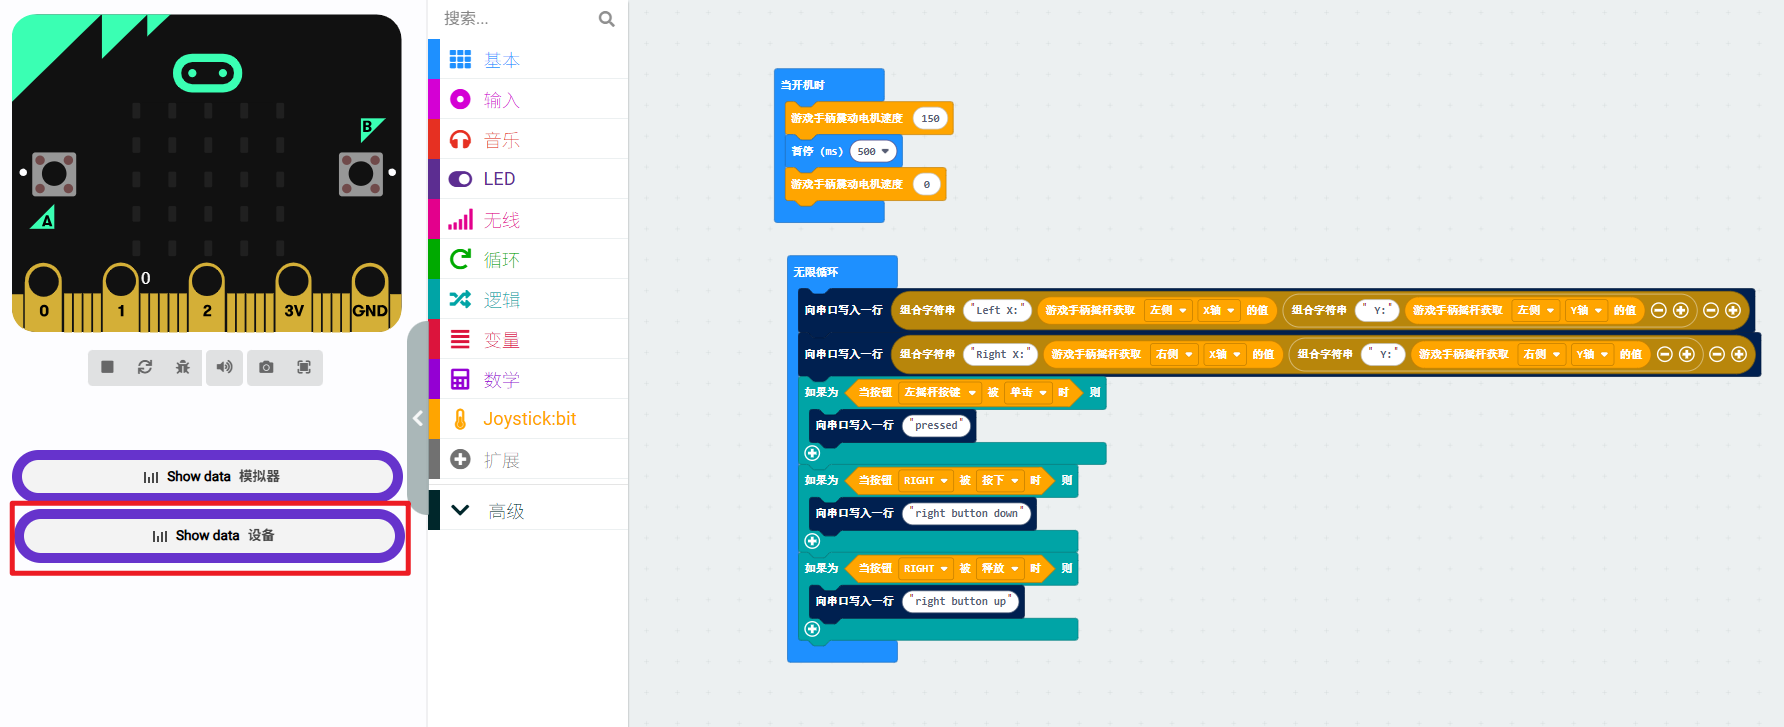 B
A
0
0
1
2
3V
GND
Show data 模拟器
Show data 设备
搜索...
基本
输入
音乐
LED
无线
循环
逻辑
变量
数学
Joystick:bit
扩展
高级
当开机时
游戏手柄震动电机速度 150
暂停 (ms) 500
游戏手柄震动电机速度 0
无限循环
向串口写入一行 组合字符串 "Left X:" 游戏手柄摇杆获取 左侧 X轴 的值 组合字符串 " Y:" 游戏手柄摇杆获取 左侧 Y轴 的值
向串口写入一行 组合字符串 "Right X:" 游戏手柄摇杆获取 右侧 X轴 的值 组合字符串 " Y:" 游戏手柄摇杆获取 右侧 Y轴 的值
如果为 当按钮 左摇杆按键 被 单击 时 则
向串口写入一行 "pressed"
如果为 当按钮 RIGHT 被 按下 时 则
向串口写入一行 "right button down"
如果为 当按钮 RIGHT 被 释放 时 则
向串口写入一行 "right button up"